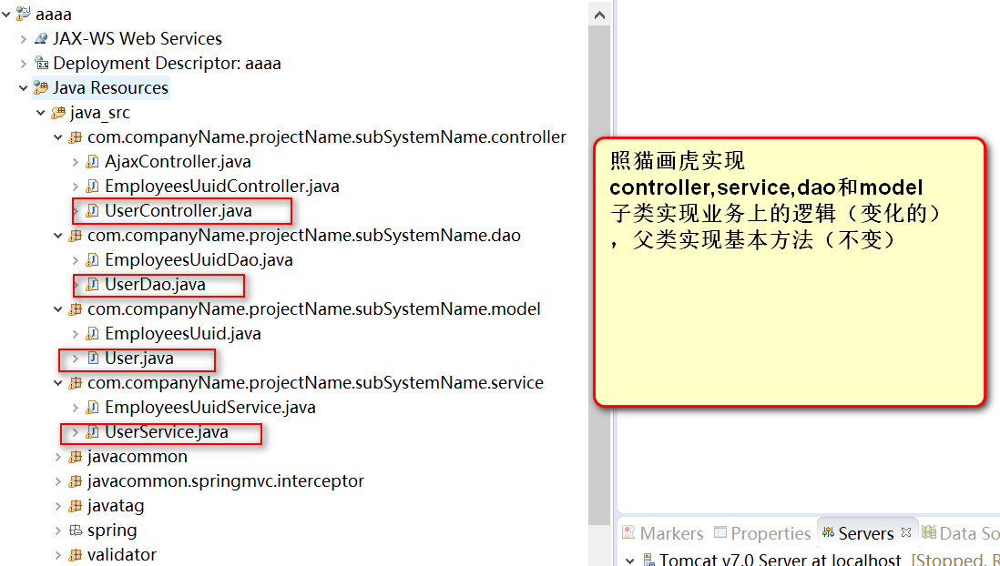 aaaa
JAX-WS Web Services
Deployment Descriptor: aaaa
Java Resources
java_src
com.companyName.projectName.subSystemName.controller
AjaxController.java
EmployeesUuidController.java
UserController.java
com.companyName.projectName.subSystemName.dao
EmployeesUuidDao.java
UserDao.java
com.companyName.projectName.subSystemName.model
EmployeesUuid.java
User.java
com.companyName.projectName.subSystemName.service
EmployeesUuidService.java
UserService.java
javacommon
javacommon.springmvc.interceptor
javatag
spring
validator
照猫画虎实现
controller,service,dao和model
子类实现业务上的逻辑（变化的）
，父类实现基本方法（不变）
Markers Properties Servers Data So
Tomcat v7.0 Server at localhost [Stopped, R